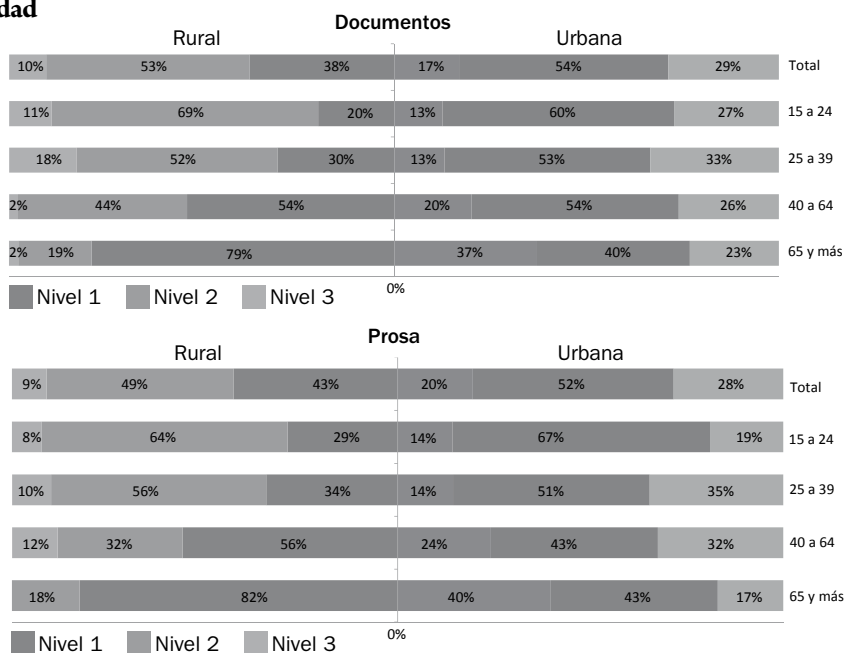 dad
Documentos
Rural Urbana
10% 53% 38% 17% 54% 29% Total
11% 69% 20% 13% 60% 27% 15 a 24
18% 52% 30% 13% 53% 33% 25 a 39
2% 44% 54% 20% 54% 26% 40 a 64
2% 19% 79% 37% 40% 23% 65 y más
0%
Nivel 1 Nivel 2 Nivel 3
Prosa
Rural Urbana
9% 49% 43% 20% 52% 28% Total
8% 64% 29% 14% 67% 19% 15 a 24
10% 56% 34% 14% 51% 35% 25 a 39
12% 32% 56% 24% 43% 32% 40 a 64
18% 82% 40% 43% 17% 65 y más
0%
Nivel 1 Nivel 2 Nivel 3